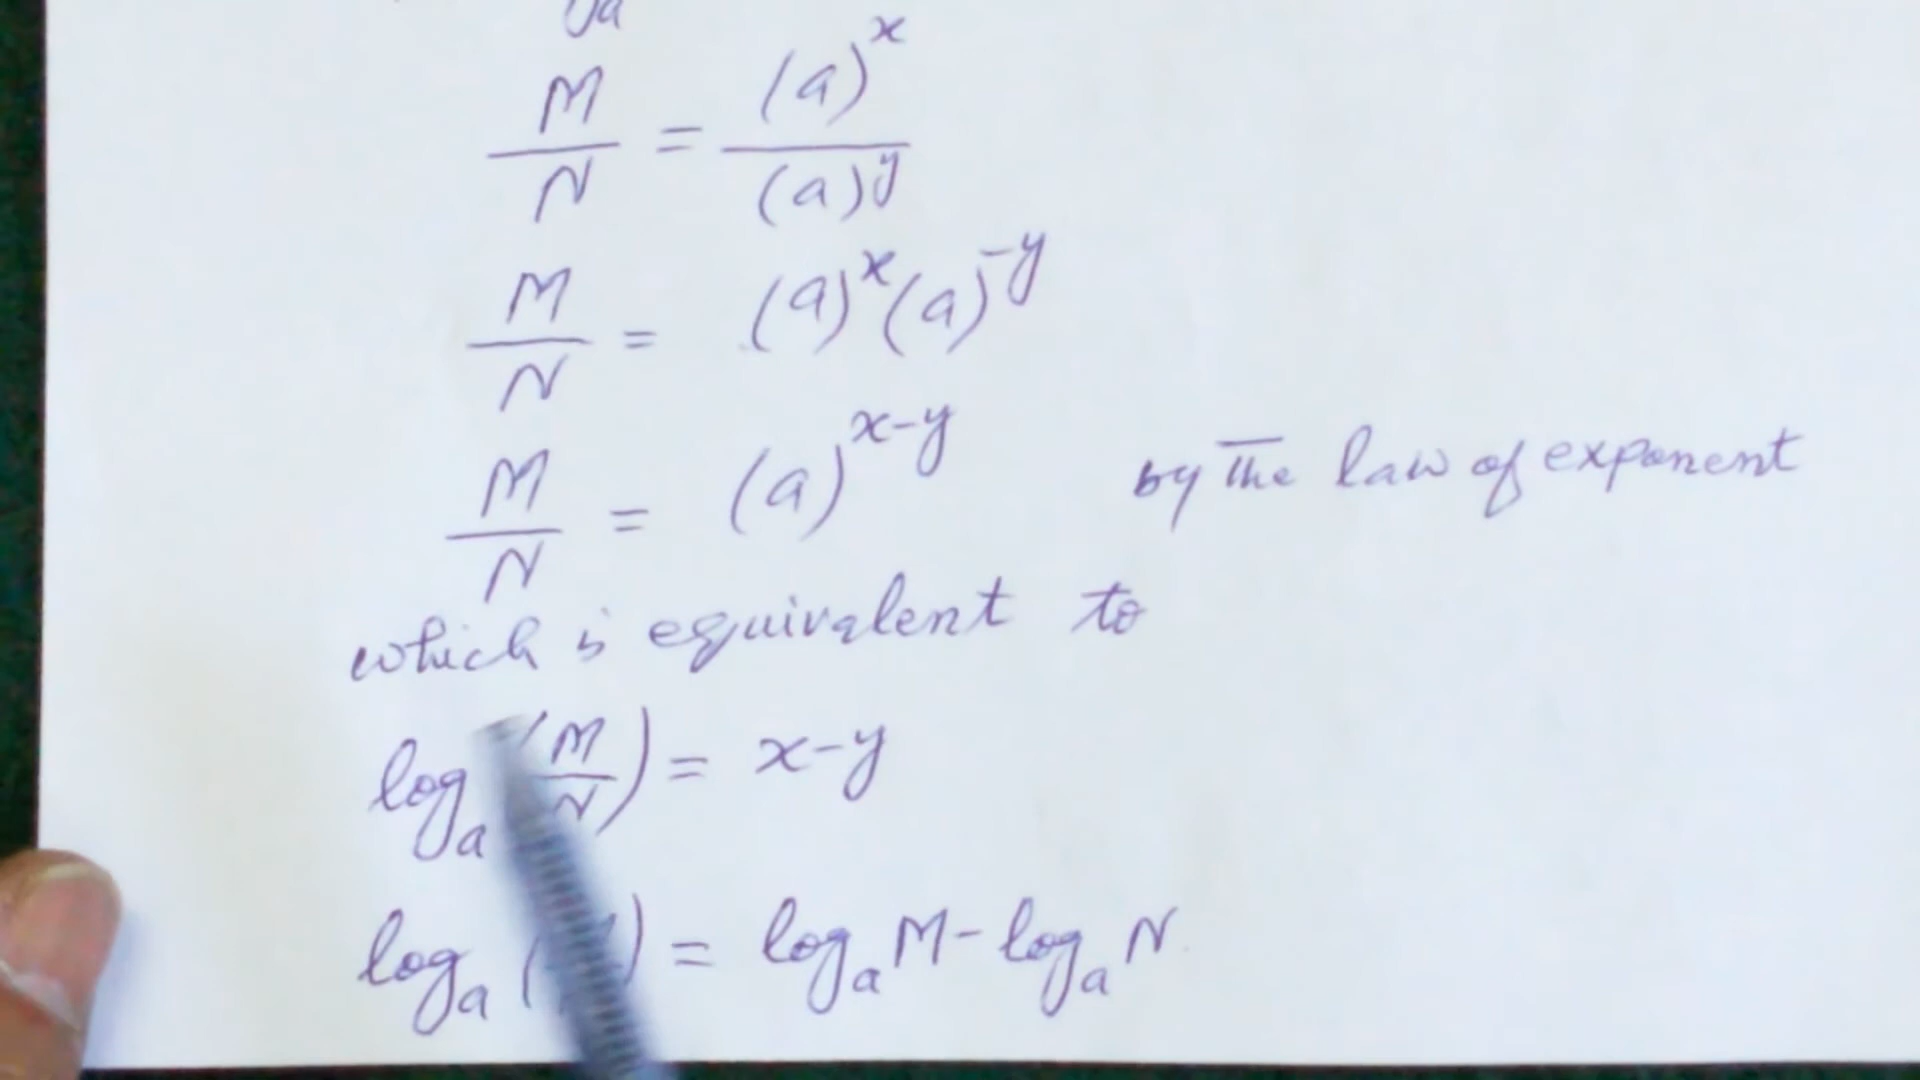 M/N = (a)^x/(a)^y
M/N = (a)^x (a)^-y
M/N = (a)^x-y by the law of exponent
which is equivalent to
log_a (M/N) = x-y
log_a ( ) = log_a M - log_a N